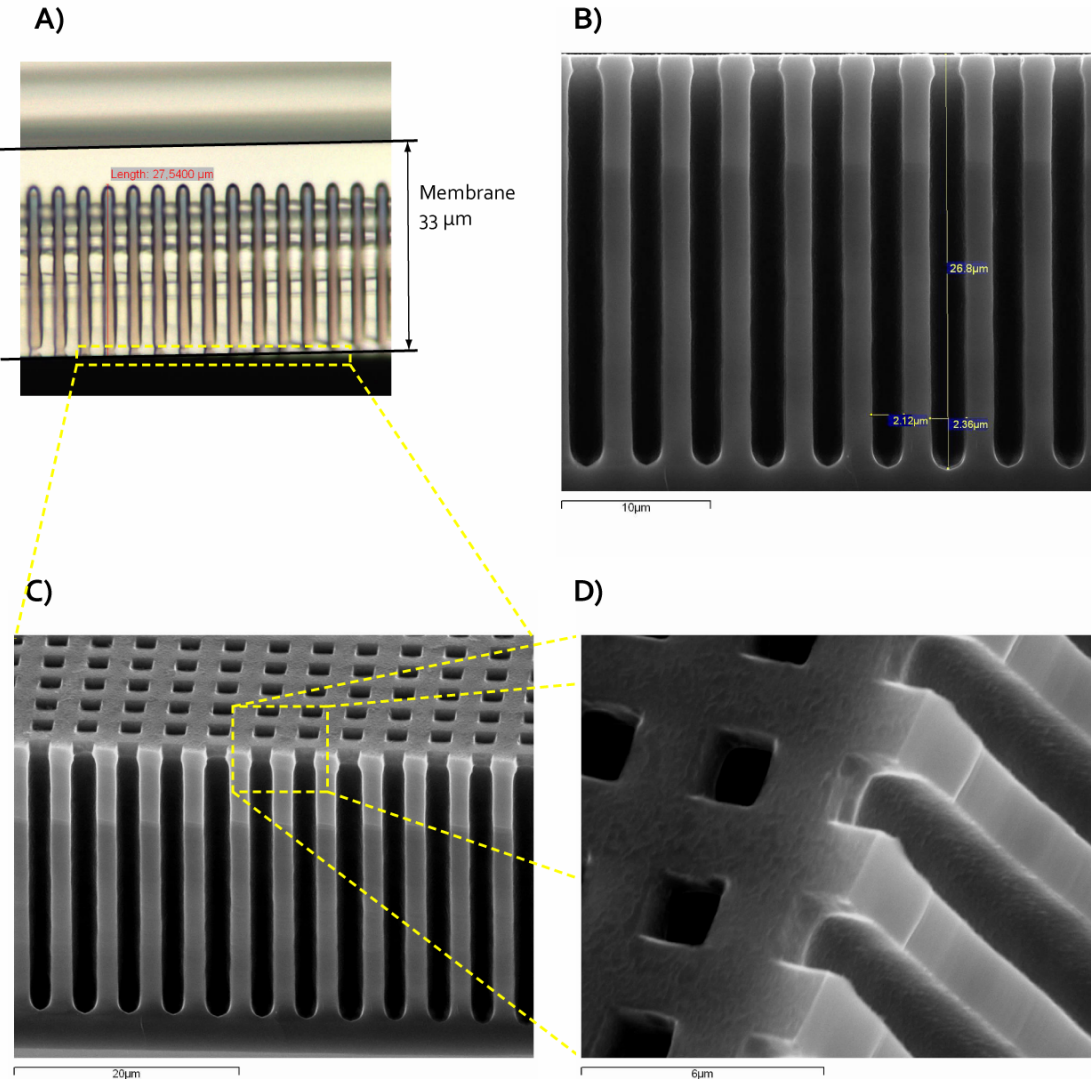 A)
B)
Length: 27,5400 µm
Membrane
33 µm
26.8µm
2.12µm
2.36µm
10µm
C)
D)
20µm
6µm